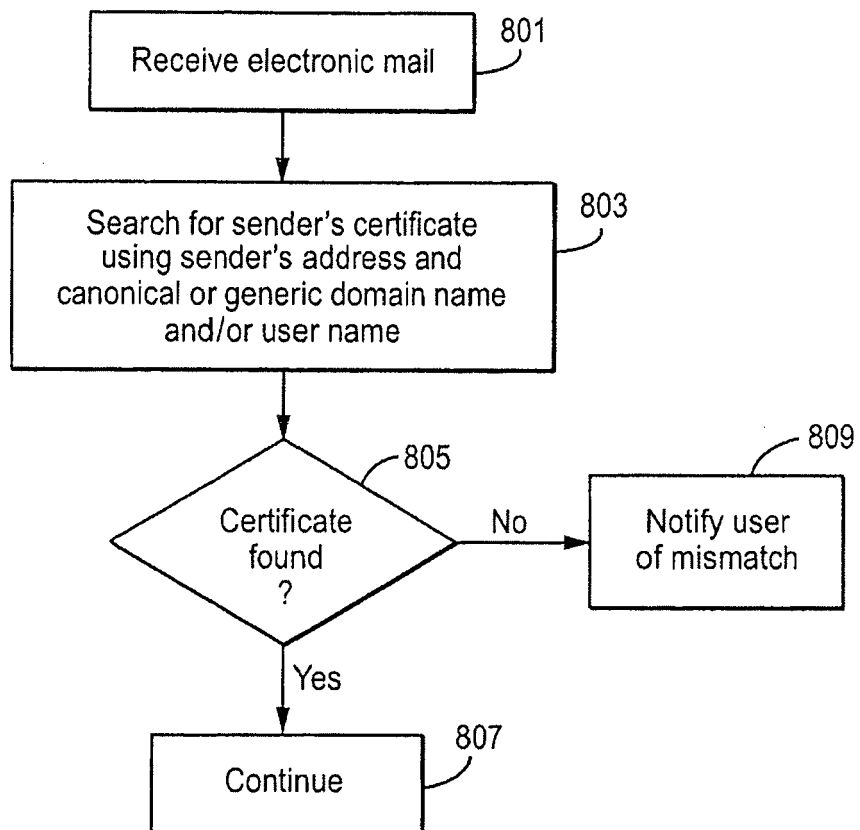 801
Receive electronic mail
803
Search for sender's certificate
using sender's address and
canonical or generic domain name
and/or user name
805
Certificate
found
?
No
809
Notify user
of mismatch
Yes
807
Continue